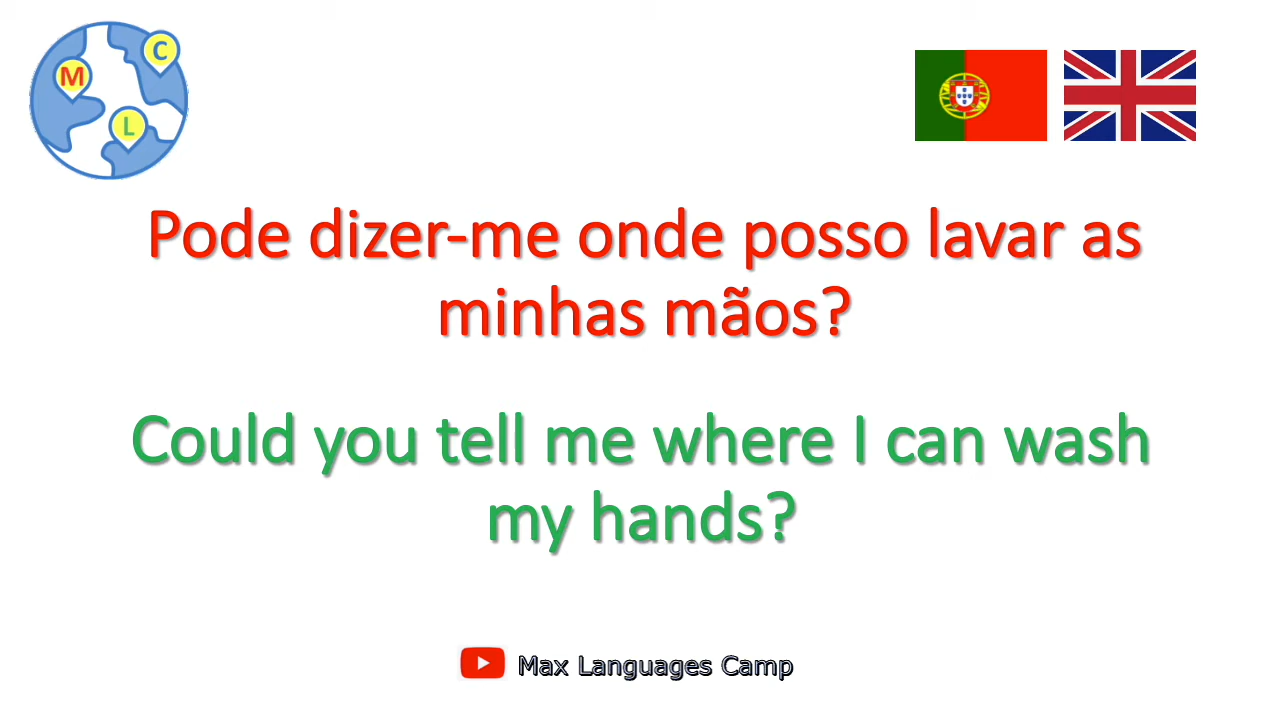 C
M
L
Pode dizer-me onde posso lavar as
minhas mãos?
Could you tell me where I can wash
my hands?
Max Languages Camp